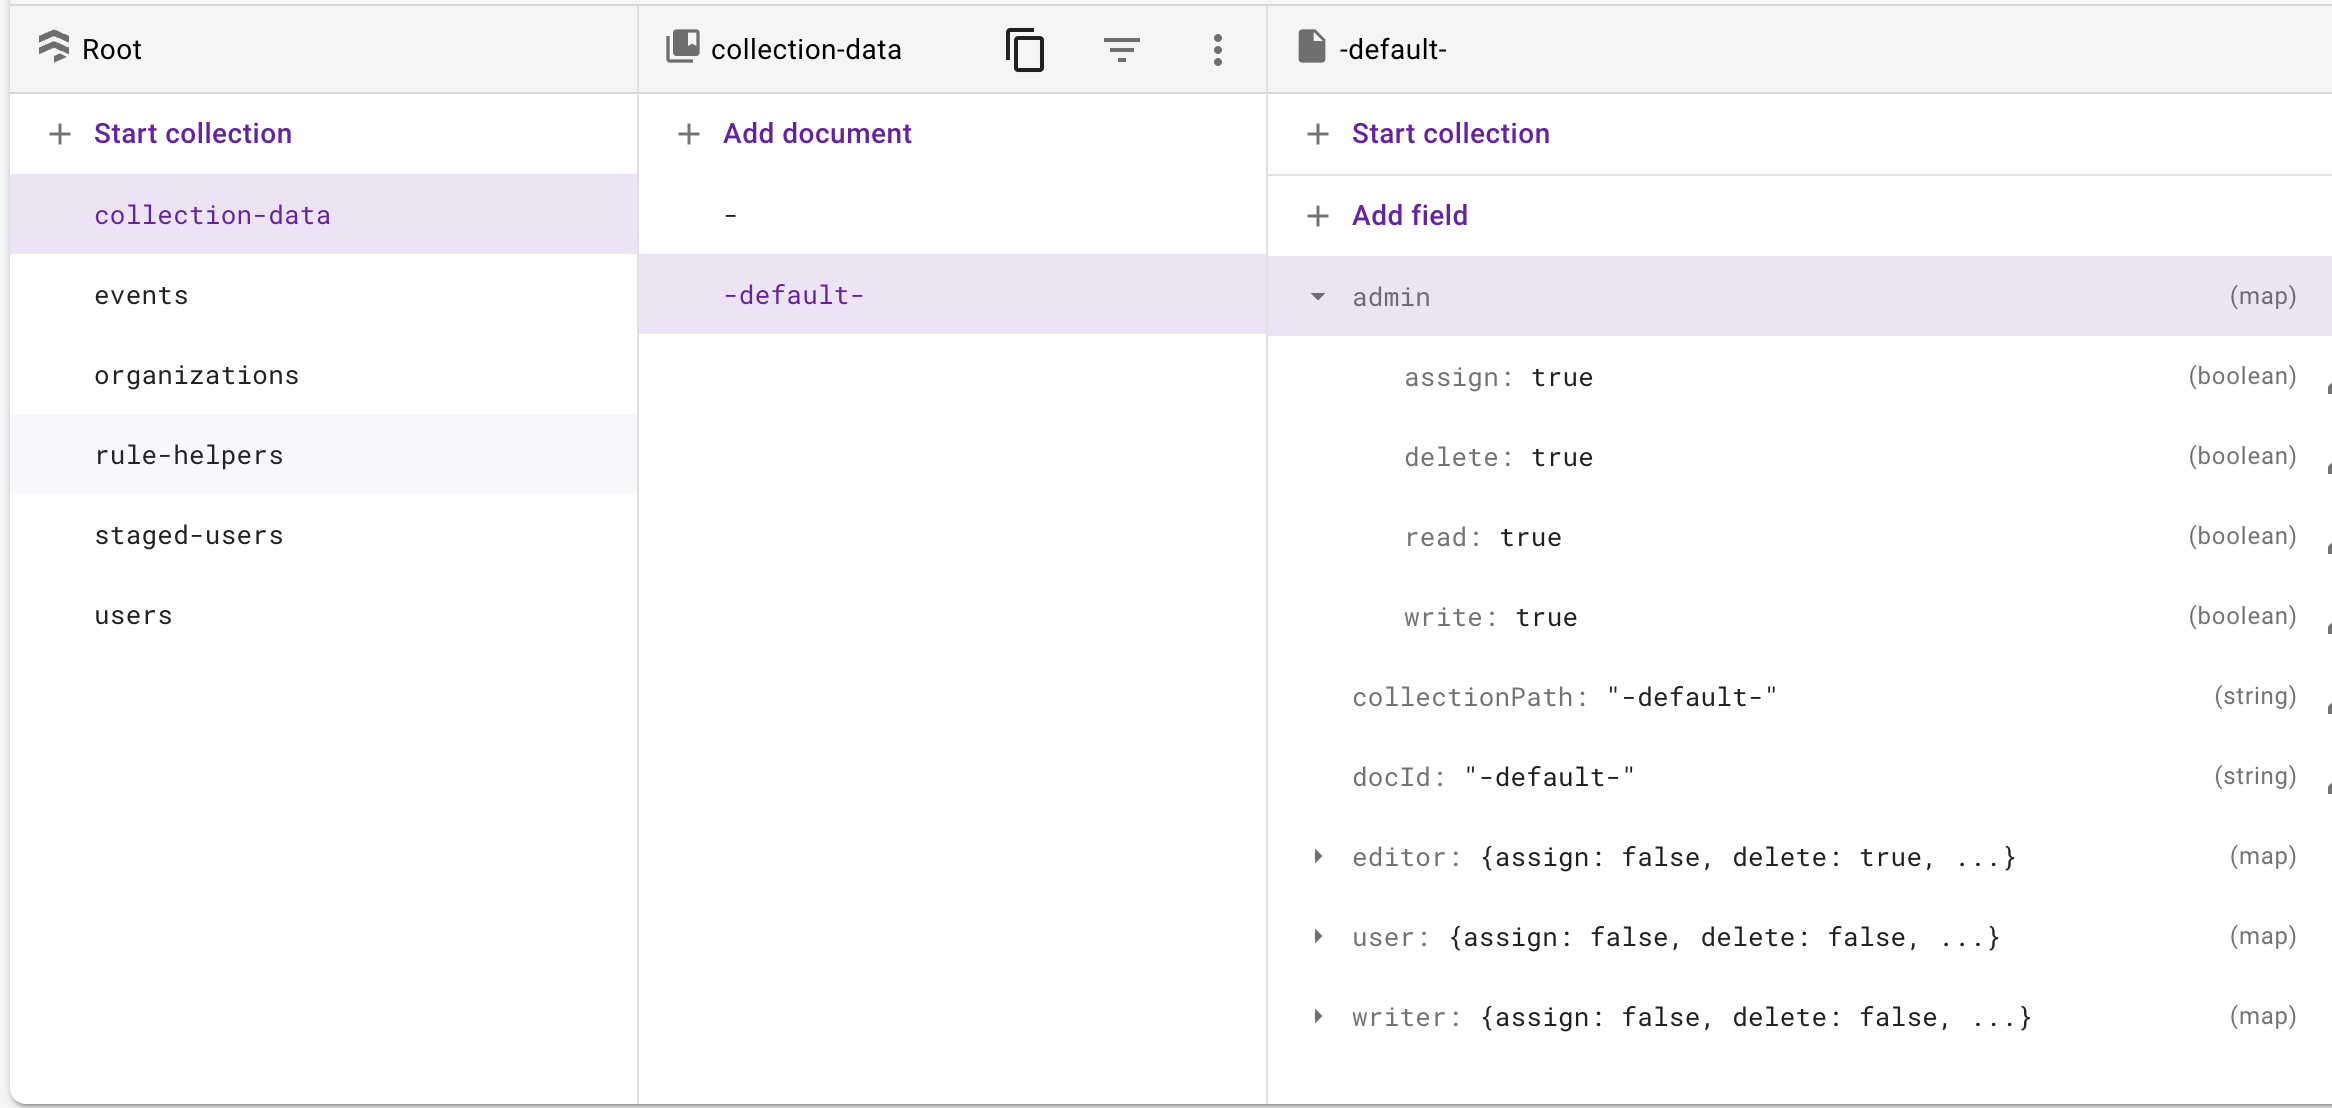 Root
Start collection
collection-data
events
organizations
rule-helpers
staged-users
users
collection-data
Add document
-
-default-
-default-
Start collection
Add field
admin (map)
assign: true (boolean)
delete: true (boolean)
read: true (boolean)
write: true (boolean)
collectionPath: "-default-" (string)
docId: "-default-" (string)
editor: {assign: false, delete: true, ...} (map)
user: {assign: false, delete: false, ...} (map)
writer: {assign: false, delete: false, ...} (map)